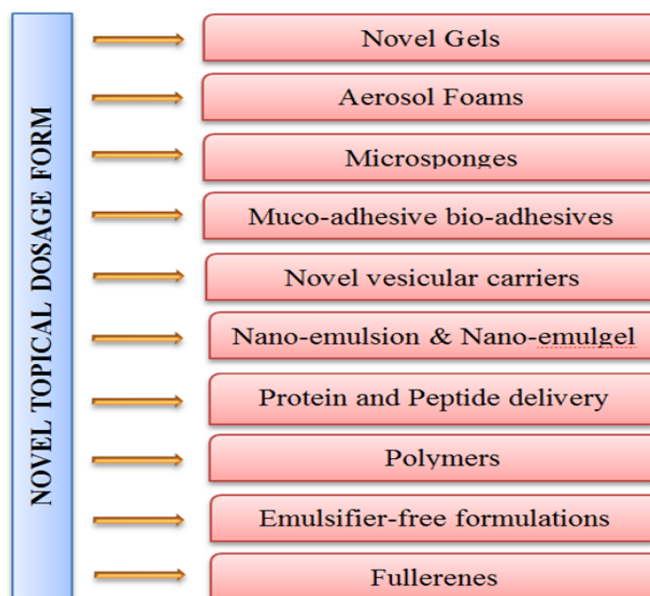 NOVEL TOPICAL DOSAGE FORM
Novel Gels
Aerosol Foams
Microsponges
Muco-adhesive bio-adhesives
Novel vesicular carriers
Nano-emulsion & Nano-emulgel
Protein and Peptide delivery
Polymers
Emulsifier-free formulations
Fullerenes